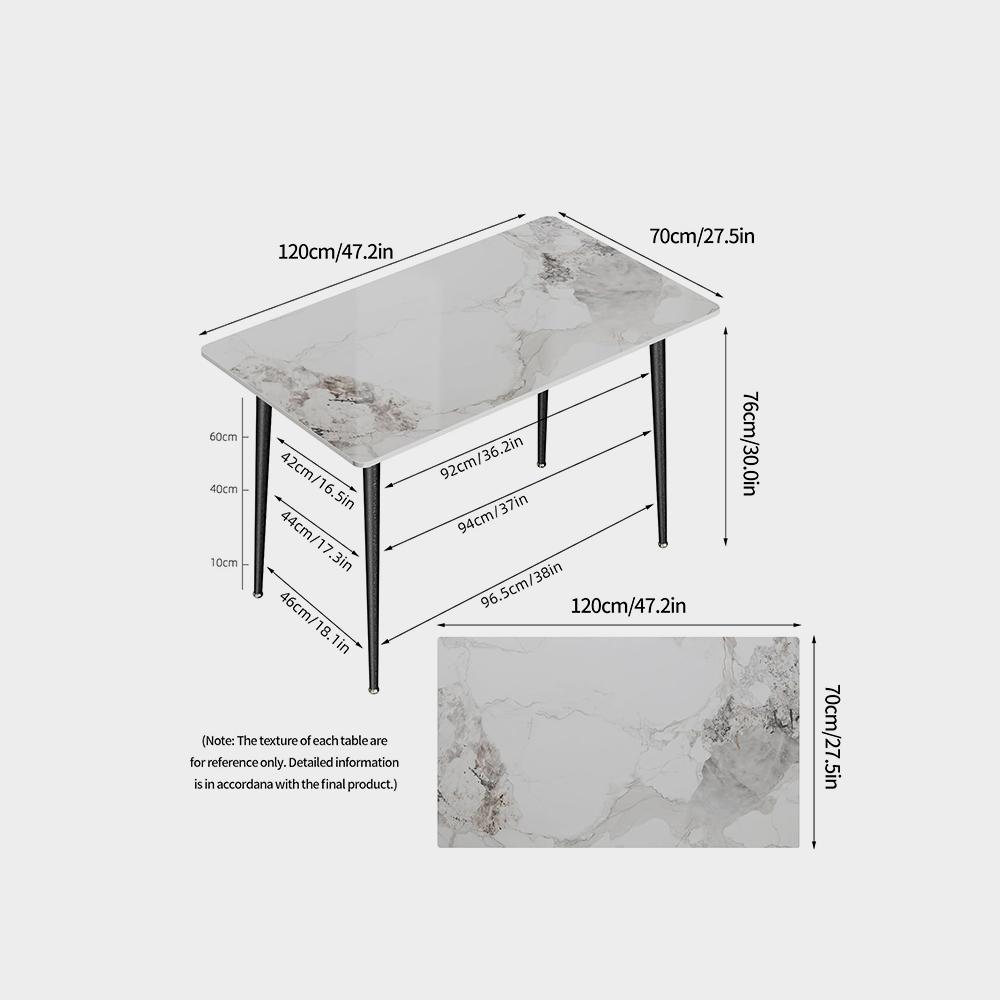 120cm/47.2in
70cm/27.5in
76cm/30.0in
60cm
40cm
10cm
42cm/16.5in
44cm/17.3in
46cm/18.1in
92cm/36.2in
94cm/37in
96.5cm/38in
120cm/47.2in
70cm/27.5in
(Note: The texture of each table are
for reference only. Detailed information
is in accordana with the final product.)